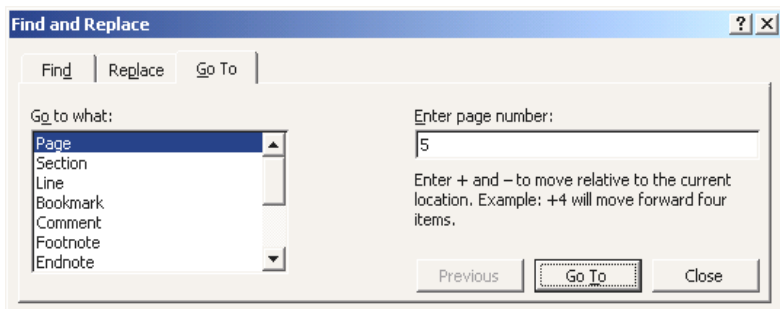 Find and Replace
Find Replace Go To
Go to what:
Page
Section
Line
Bookmark
Comment
Footnote
Endnote
Enter page number:
5
Enter + and – to move relative to the current
location. Example: +4 will move forward four
items.
Previous Go To Close